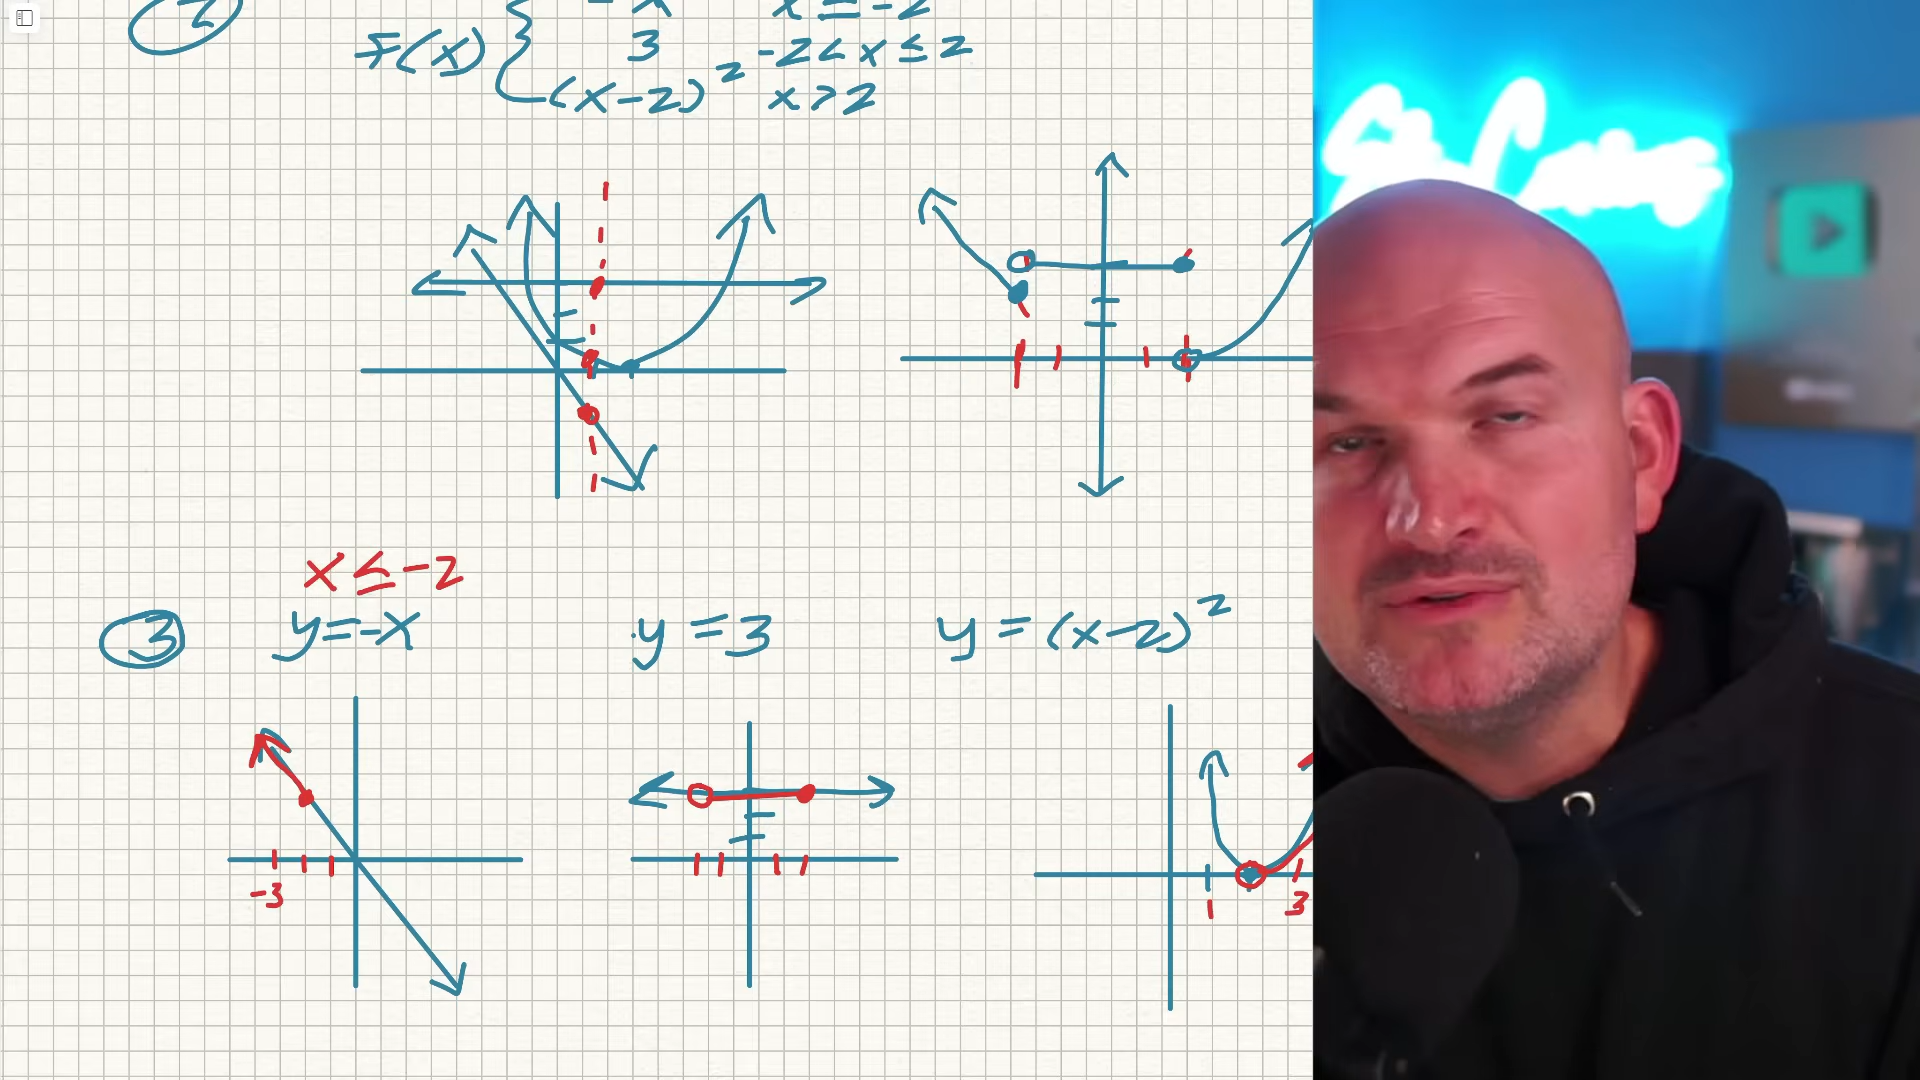 2
-x x ≤ -2
f(x) { 3 -2 < x ≤ 2
(x-2)² x > 2
x ≤ -2
3 y = -x y = 3 y = (x-2)²
-3
1 3